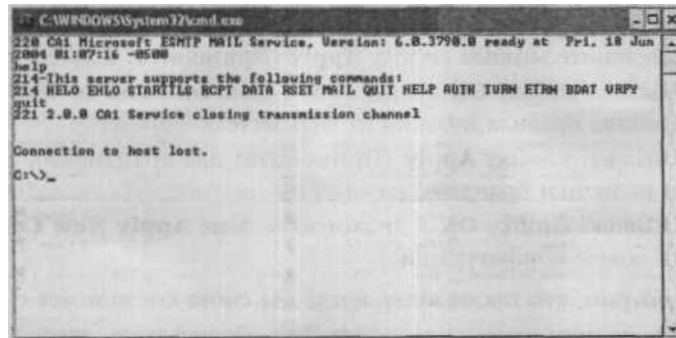 C:\WINDOWS\System32\cmd.exe
220 CA1 Microsoft ESMTP MAIL Service, Version: 6.0.3790.0 ready at Fri, 18 Jun
2004 01:07:16 -0500
help
214-This server supports the following commands:
214 HELO EHLO STARTTLS RCPT DATA RSET MAIL QUIT HELP AUTH TURN ETRN BDAT VRFY
quit
221 2.0.0 CA1 Service closing transmission channel
Connection to host lost.
C:\>_